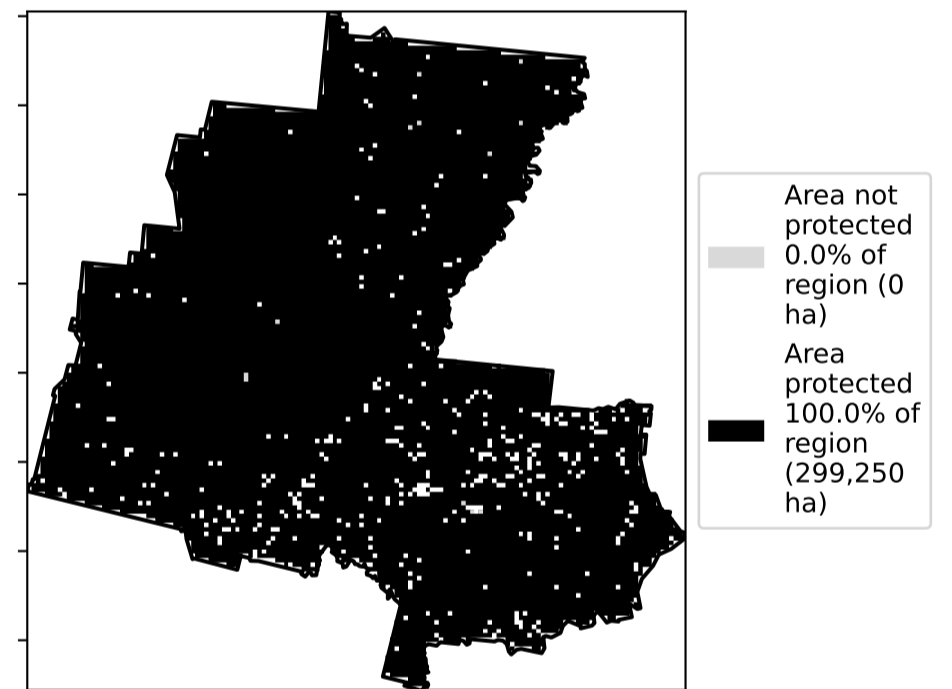 Area not
protected
0.0% of
region (0
ha)
Area
protected
100.0% of
region
(299,250
ha)